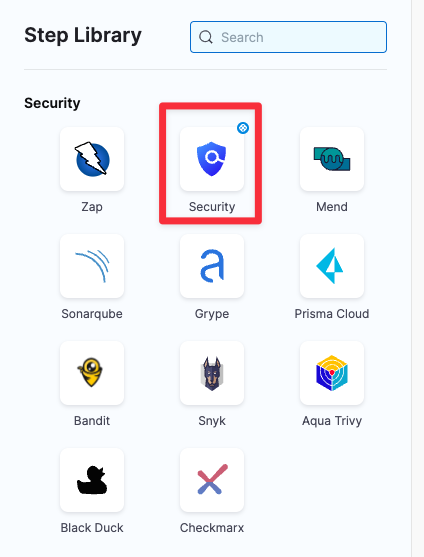 Step Library
Search
Security
Zap
Security
Mend
Sonarqube
Grype
Prisma Cloud
Bandit
Snyk
Aqua Trivy
Black Duck
Checkmarx